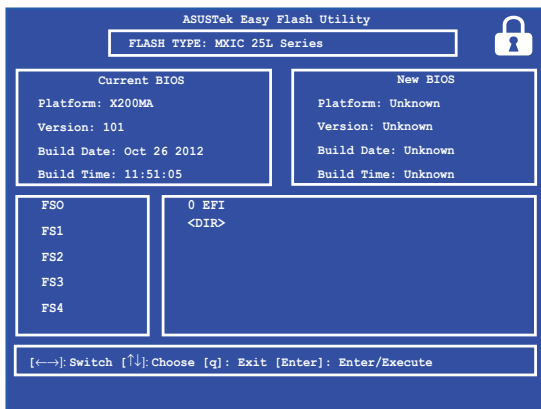 ASUSTek Easy Flash Utility
FLASH TYPE: MXIC 25L Series
Current BIOS
Platform: X200MA
Version: 101
Build Date: Oct 26 2012
Build Time: 11:51:05
New BIOS
Platform: Unknown
Version: Unknown
Build Date: Unknown
Build Time: Unknown
FSO
FS1
FS2
FS3
FS4
0 EFI
<DIR>
[←→]: Switch [↑↓]: Choose [q]: Exit [Enter]: Enter/Execute